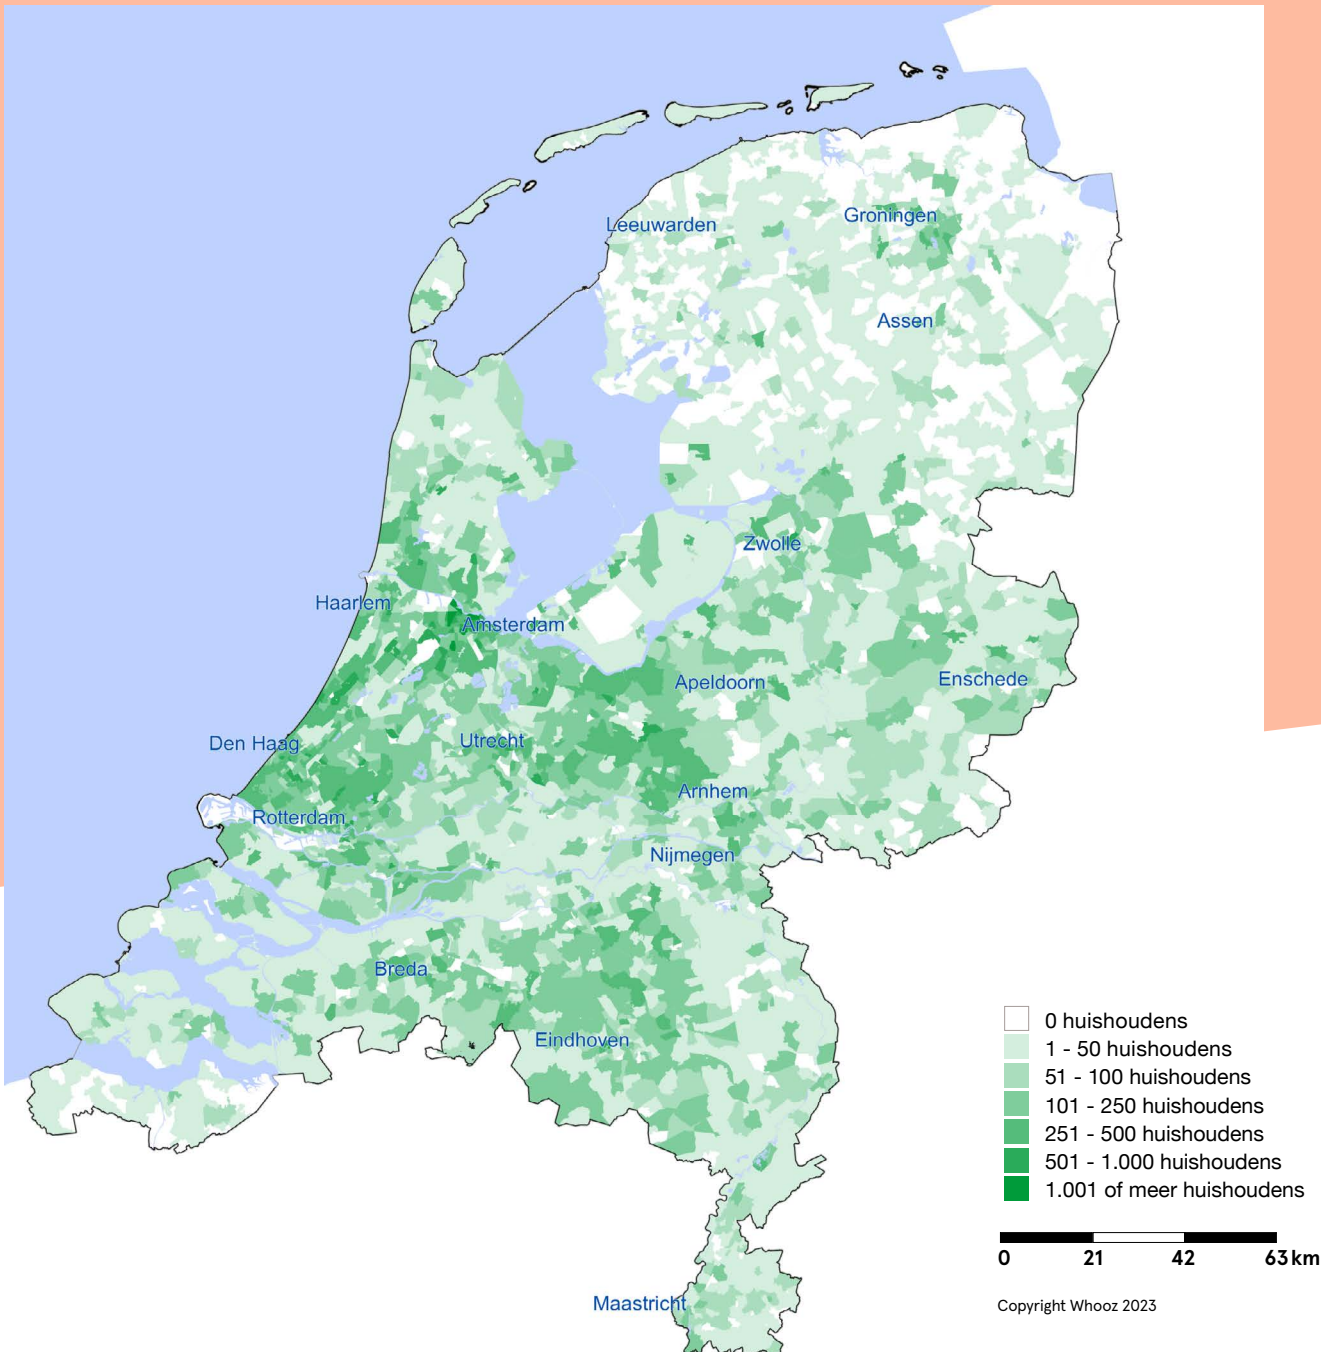 Leeuwarden
Groningen
Assen
Zwolle
Haarlem
Amsterdam
Apeldoorn
Enschede
Den Haag
Utrecht
Arnhem
Rotterdam
Nijmegen
Breda
Eindhoven
Maastricht
0 huishoudens
1 - 50 huishoudens
51 - 100 huishoudens
101 - 250 huishoudens
251 - 500 huishoudens
501 - 1.000 huishoudens
1.001 of meer huishoudens
0 21 42 63 km
Copyright Whooz 2023